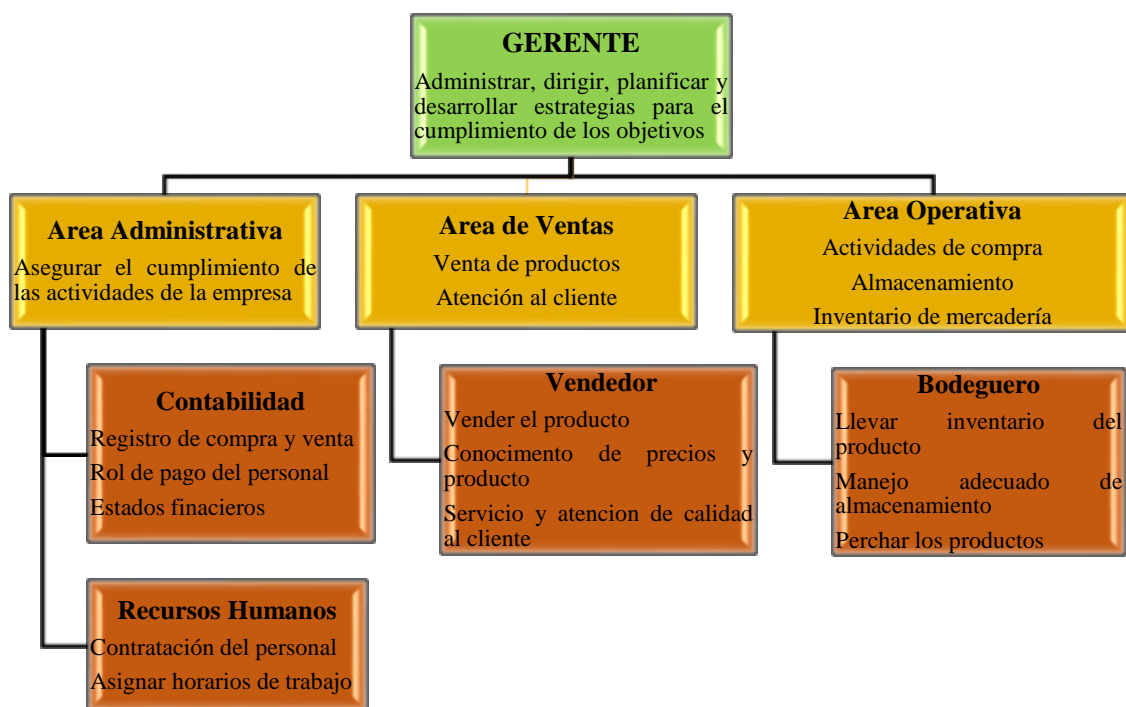 GERENTE
Administrar, dirigir, planificar y
desarrollar estrategias para el
cumplimiento de los objetivos
Area Administrativa
Asegurar el cumplimiento de
las actividades de la empresa
Area de Ventas
Venta de productos
Atención al cliente
Area Operativa
Actividades de compra
Almacenamiento
Inventario de mercadería
Contabilidad
Registro de compra y venta
Rol de pago del personal
Estados finacieros
Vendedor
Vender el producto
Conocimento de precios y
producto
Servicio y atencion de calidad
al cliente
Bodeguero
Llevar inventario del
producto
Manejo adecuado de
almacenamiento
Perchar los productos
Recursos Humanos
Contratación del personal
Asignar horarios de trabajo